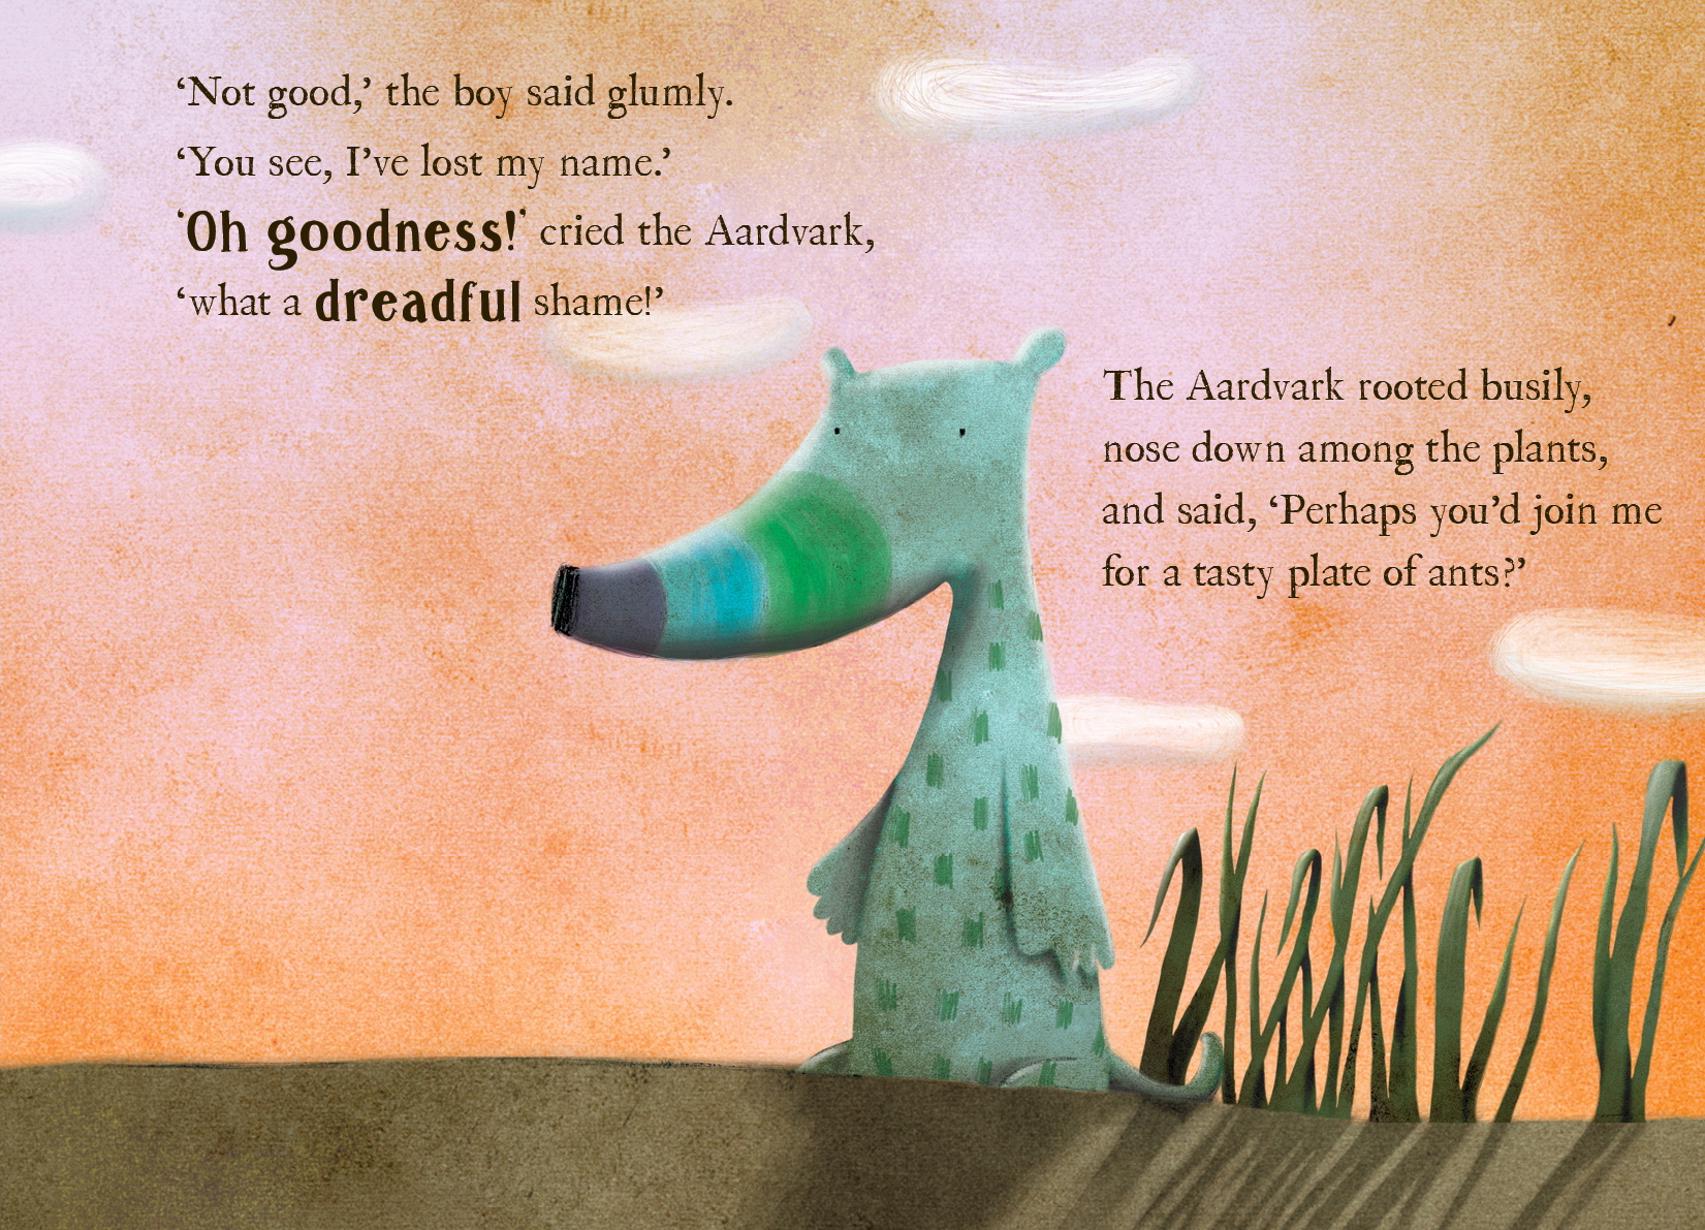 ‘Not good,’ the boy said glumly.
‘You see, I’ve lost my name.’
‘Oh goodness!’ cried the Aardvark,
‘what a dreadful shame!’
The Aardvark rooted busily,
nose down among the plants,
and said, ‘Perhaps you’d join me
for a tasty plate of ants?’